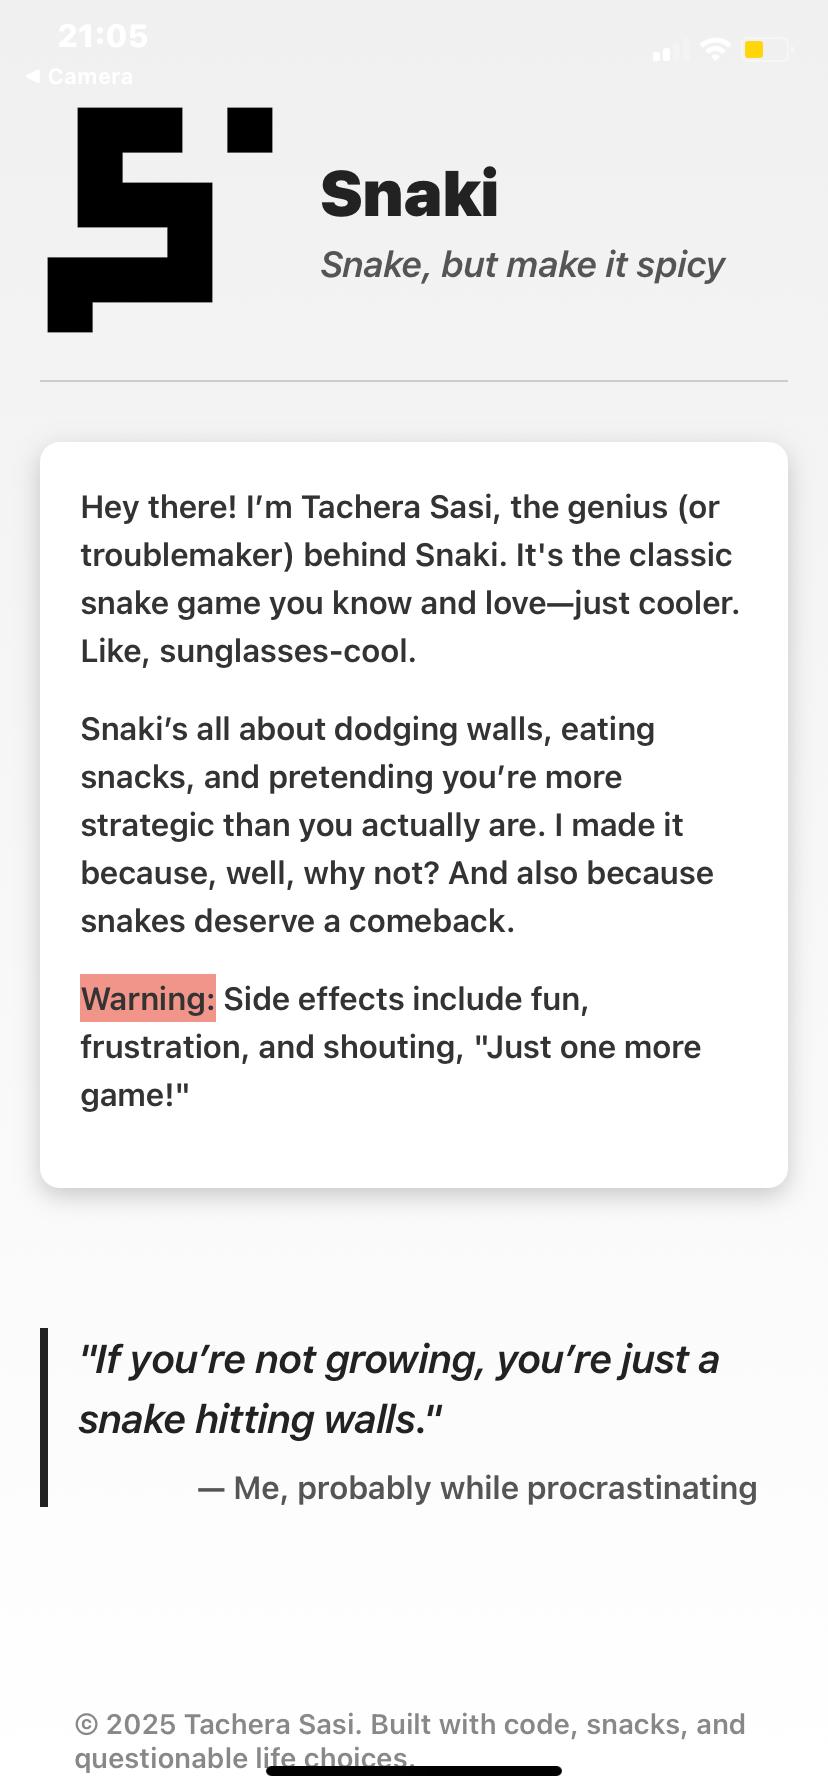 21:05
◀ Camera
Snaki
Snake, but make it spicy
Hey there! I’m Tachera Sasi, the genius (or
troublemaker) behind Snaki. It's the classic
snake game you know and love—just cooler.
Like, sunglasses-cool.
Snaki’s all about dodging walls, eating
snacks, and pretending you’re more
strategic than you actually are. I made it
because, well, why not? And also because
snakes deserve a comeback.
Warning: Side effects include fun,
frustration, and shouting, "Just one more
game!"
"If you’re not growing, you’re just a
snake hitting walls."
— Me, probably while procrastinating
© 2025 Tachera Sasi. Built with code, snacks, and
questionable life choices.